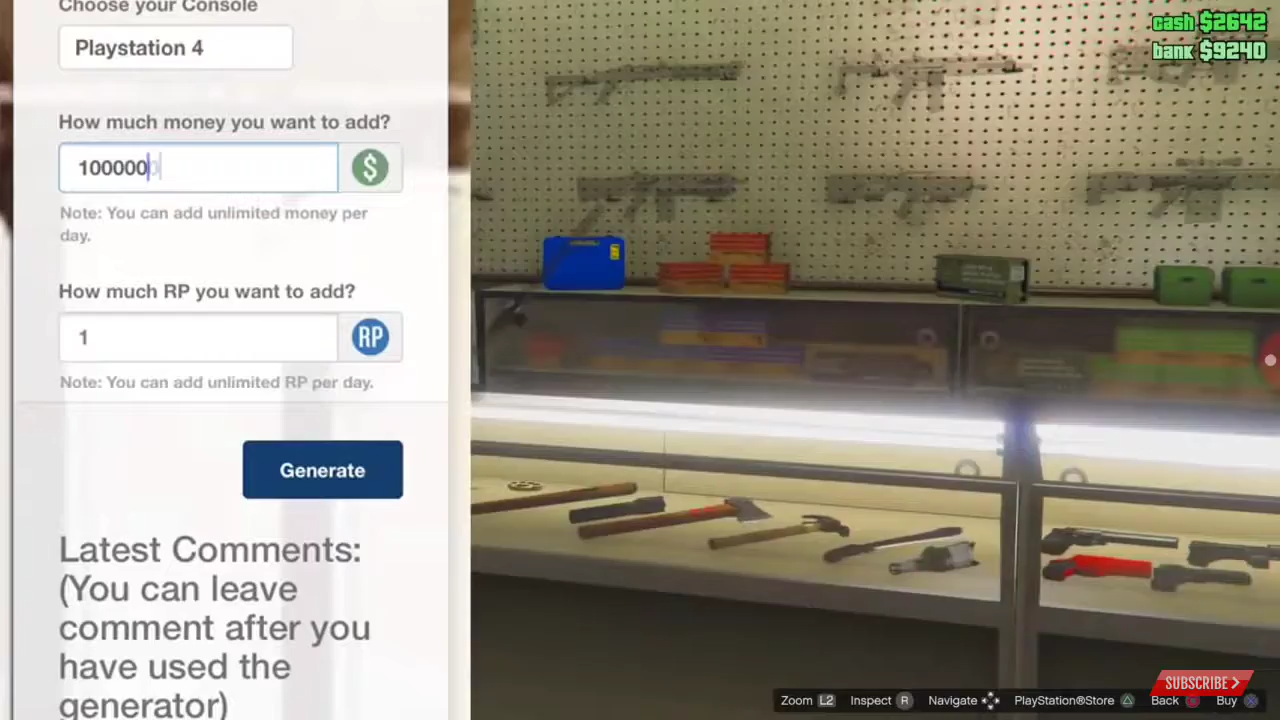 Choose your Console
Playstation 4
How much money you want to add?
100000
$
Note: You can add unlimited money per
day.
How much RP you want to add?
1
RP
Note: You can add unlimited RP per day.
Generate
Latest Comments:
(You can leave
comment after you
have used the
generator)
cash $2642
bank $9240
SUBSCRIBE
Zoom L2 Inspect R Navigate PlayStation®Store Back Buy